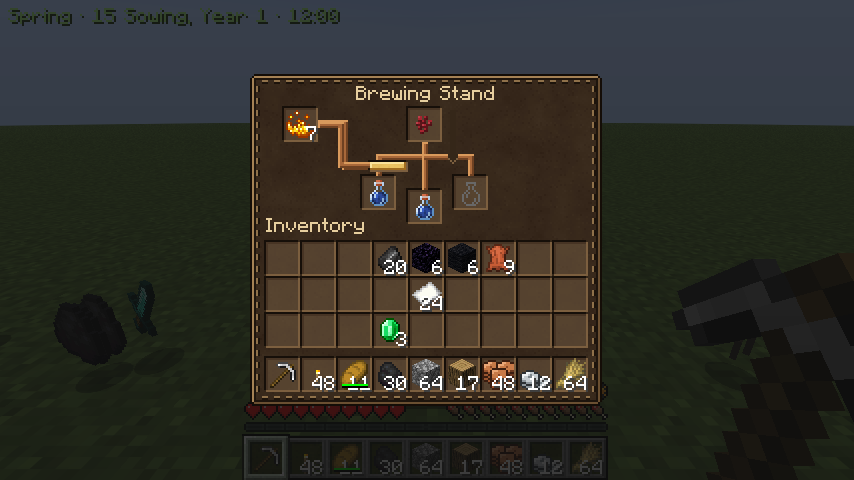 Spring · 15 Sowing, Year 1 · 12:00
Brewing Stand
7
Inventory
20 6 6 9
24
3
48 11 30 64 17 48 12 64
48 11 30 64 17 48 12 64